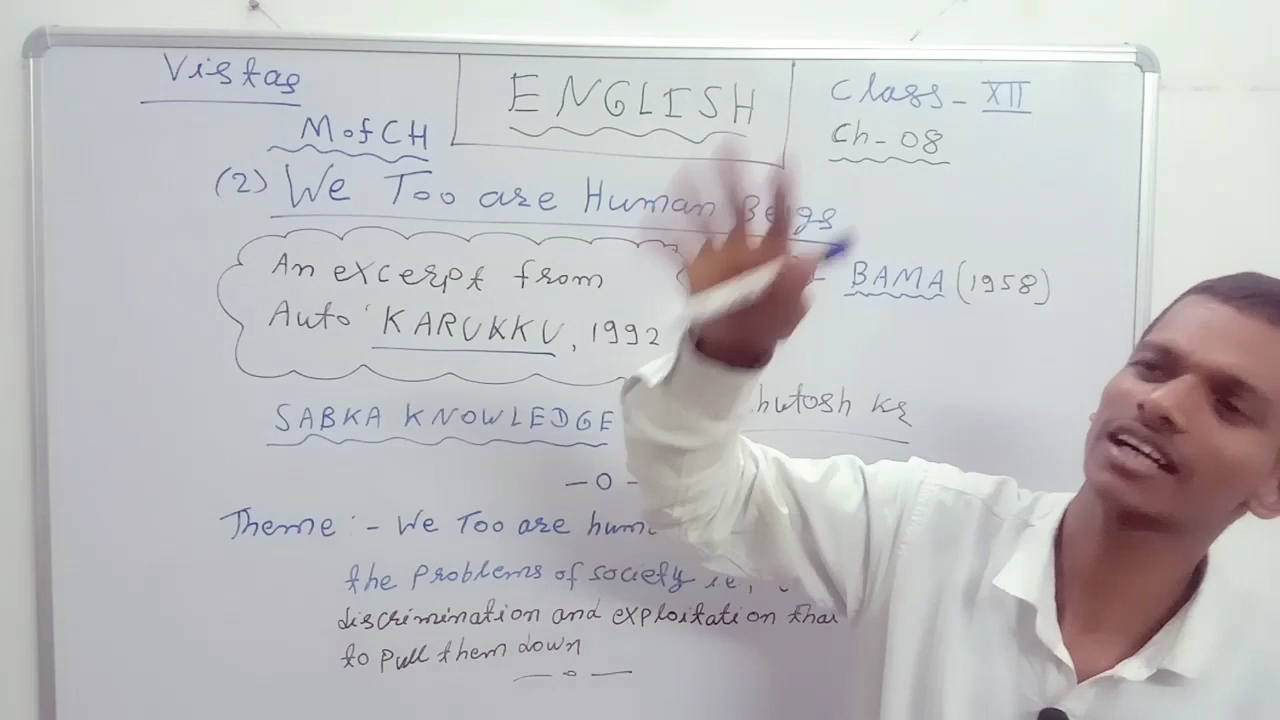 Vistas
ENGLISH
Class - XII
Ch - 08
M of CH
(2) We Too are Human
An excerpt from
BAMA (1958)
Auto' KARUKKU, 1992
SABKA KNOWLEDGE
Kr
- o -
Theme :- We Too are
the problems of society i.e,
discrimination and exploitation
to pull them down
- o -